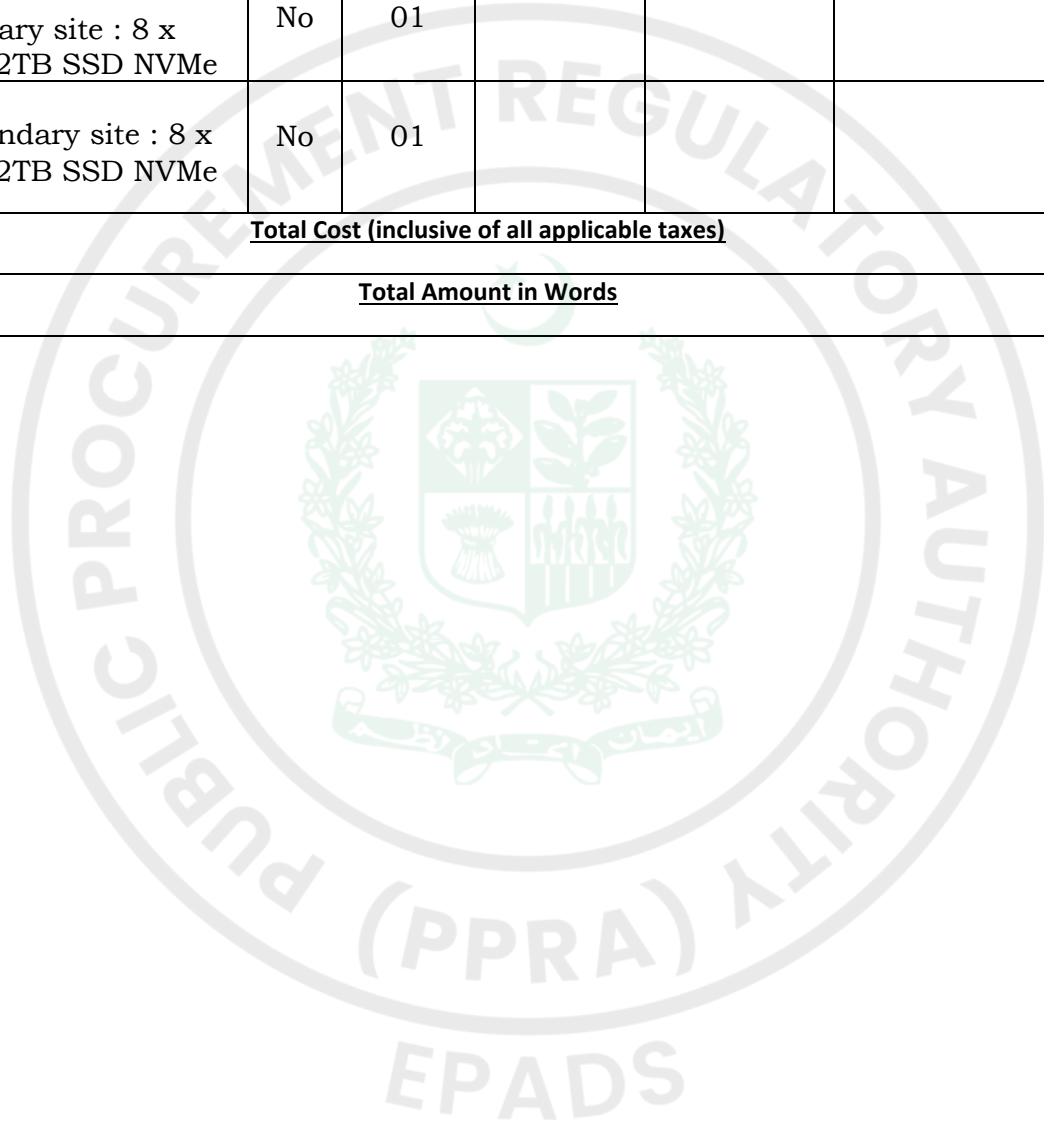 ary site : 8 x No 01
2TB SSD NVMe
ndary site : 8 x No 01
2TB SSD NVMe
Total Cost (inclusive of all applicable taxes)
Total Amount in Words
PUBLIC PROCUREMENT REGULATORY AUTHORITY
(PPRA)
EPADS